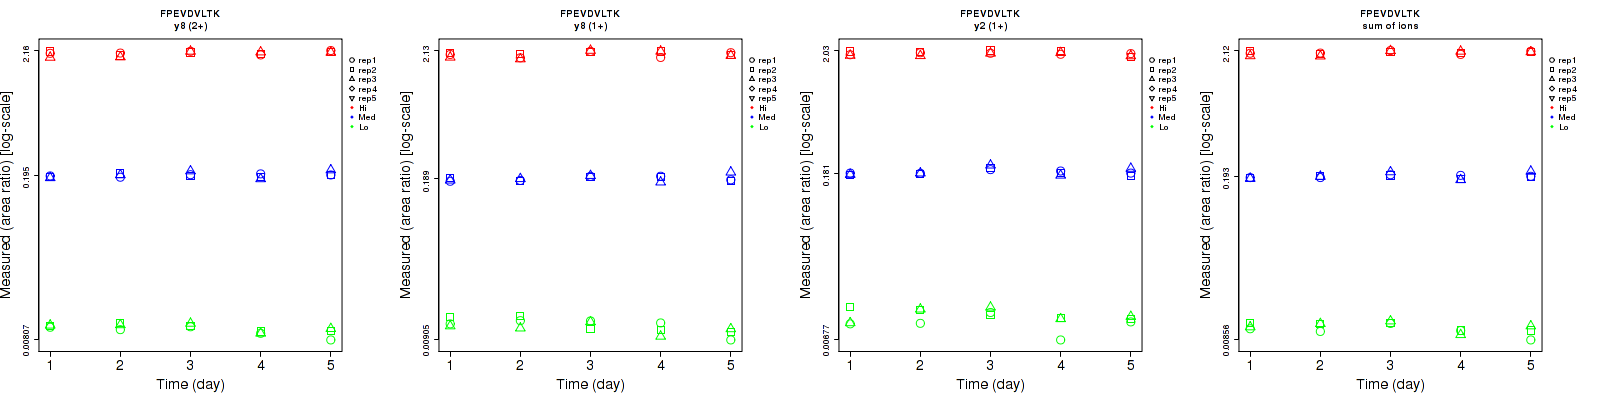 FPEVDVLTK
y8 (2+)
Measured (area ratio) [log-scale]
2.16
0.195
0.00807
1 2 3 4 5
Time (day)
rep1
rep2
rep3
rep4
rep5
Hi
Med
Lo
FPEVDVLTK
y8 (1+)
Measured (area ratio) [log-scale]
2.13
0.189
0.00905
1 2 3 4 5
Time (day)
rep1
rep2
rep3
rep4
rep5
Hi
Med
Lo
FPEVDVLTK
y2 (1+)
Measured (area ratio) [log-scale]
2.03
0.181
0.00677
1 2 3 4 5
Time (day)
rep1
rep2
rep3
rep4
rep5
Hi
Med
Lo
FPEVDVLTK
sum of ions
Measured (area ratio) [log-scale]
2.12
0.193
0.00856
1 2 3 4 5
Time (day)
rep1
rep2
rep3
rep4
rep5
Hi
Med
Lo